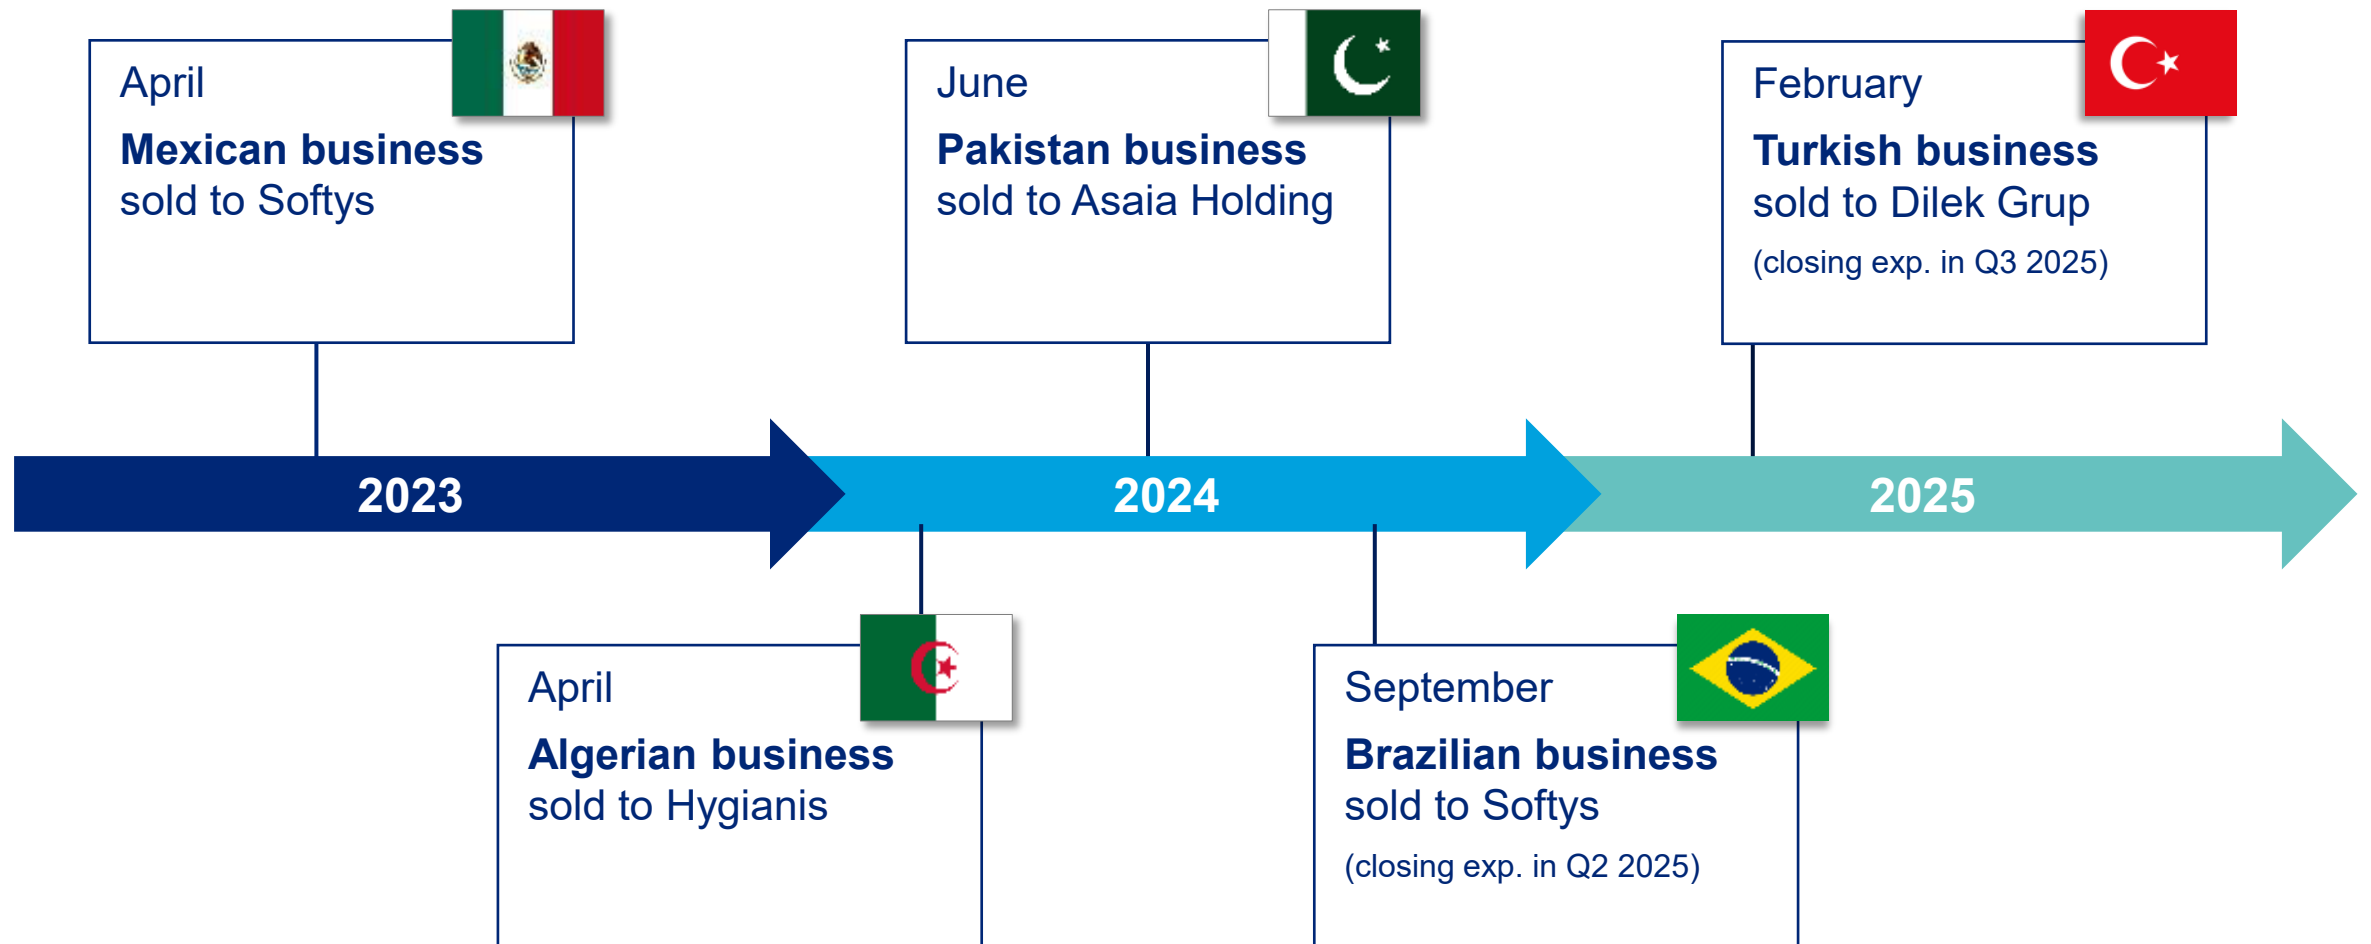 April
Mexican business
sold to Softys
June
Pakistan business
sold to Asaia Holding
February
Turkish business
sold to Dilek Grup
(closing exp. in Q3 2025)
2023
2024
2025
April
Algerian business
sold to Hygianis
September
Brazilian business
sold to Softys
(closing exp. in Q2 2025)